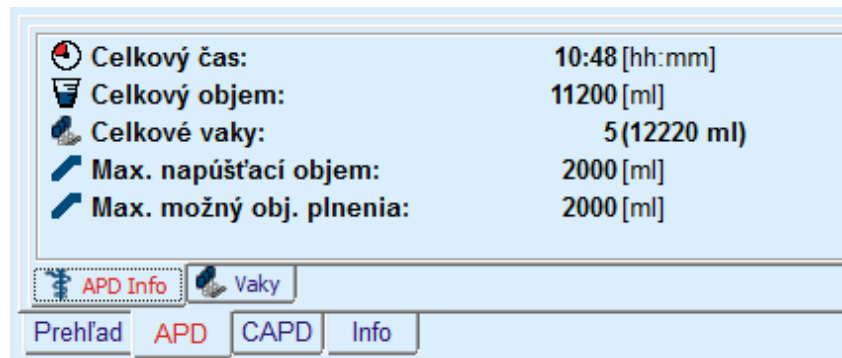 Celkový čas: 10:48 [hh:mm]
Celkový objem: 11200 [ml]
Celkové vaky: 5 (12220 ml)
Max. napúšťací objem: 2000 [ml]
Max. možný obj. plnenia: 2000 [ml]
APD Info Vaky
Prehľad APD CAPD Info